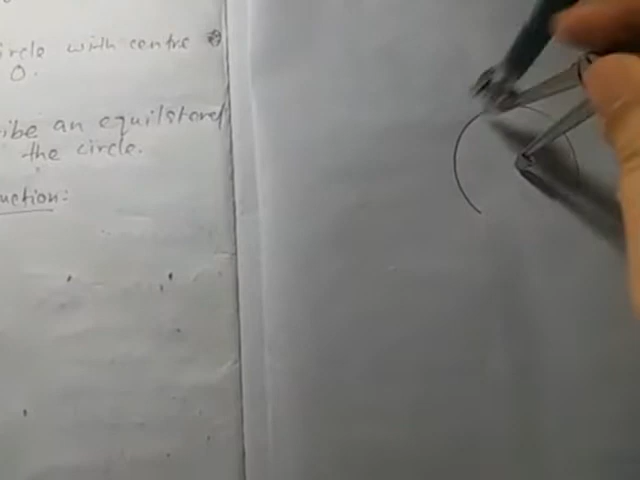 ircle with centre
O.
ibe an equilateral
the circle.
uction: